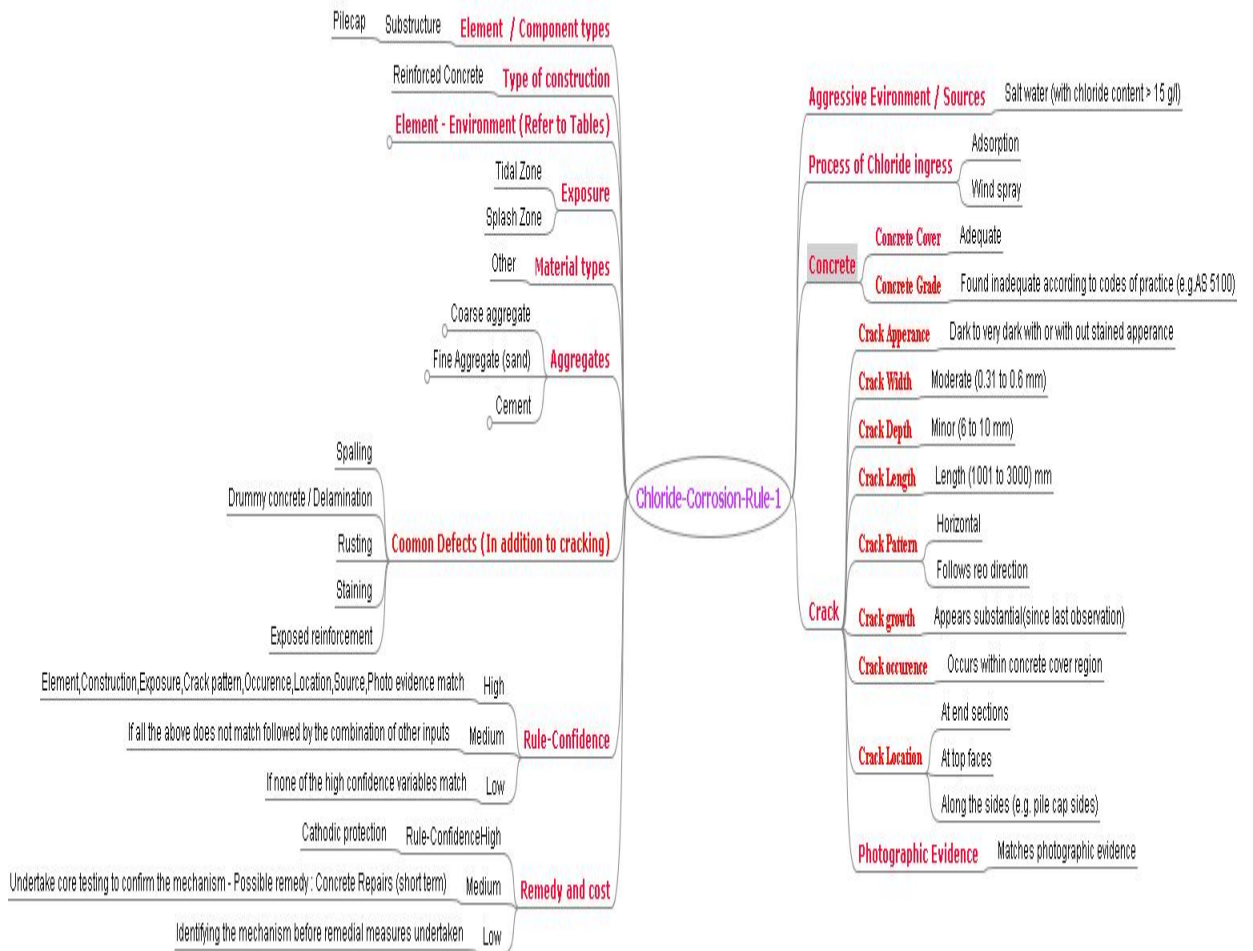 Pilecap
Substructure
Element / Component types
Reinforced Concrete
Type of construction
Element - Environment (Refer to Tables)
Tidal Zone
Splash Zone
Exposure
Other
Material types
Coarse aggregate
Fine Aggregate (sand)
Cement
Aggregates
Spalling
Drummy concrete / Delamination
Rusting
Staining
Exposed reinforcement
Coomon Defects (In addition to cracking)
Element,Construction,Exposure,Crack pattern,Occurence,Location,Source,Photo evidence match
High
If all the above does not match followed by the combination of other inputs
Medium
If none of the high confidence variables match
Low
Rule-Confidence
Cathodic protection
Rule-ConfidenceHigh
Undertake core testing to confirm the mechanism - Possible remedy : Concrete Repairs (short term)
Medium
Identifying the mechanism before remedial measures undertaken
Low
Remedy and cost
Chloride-Corrosion-Rule-1
Aggressive Evironment / Sources
Salt water (with chloride content > 15 g/l)
Process of Chloride ingress
Adsorption
Wind spray
Concrete
Concrete Cover
Adequate
Concrete Grade
Found inadequate according to codes of practice (e.g.AS 5100)
Crack
Crack Apperance
Dark to very dark with or with out stained apperance
Crack Width
Moderate (0.31 to 0.6 mm)
Crack Depth
Minor (6 to 10 mm)
Crack Length
Length (1001 to 3000) mm
Crack Pattern
Horizontal
Follows reo direction
Crack growth
Appears substantial(since last observation)
Crack occurence
Occurs within concrete cover region
Crack Location
At end sections
At top faces
Along the sides (e.g. pile cap sides)
Photographic Evidence
Matches photographic evidence